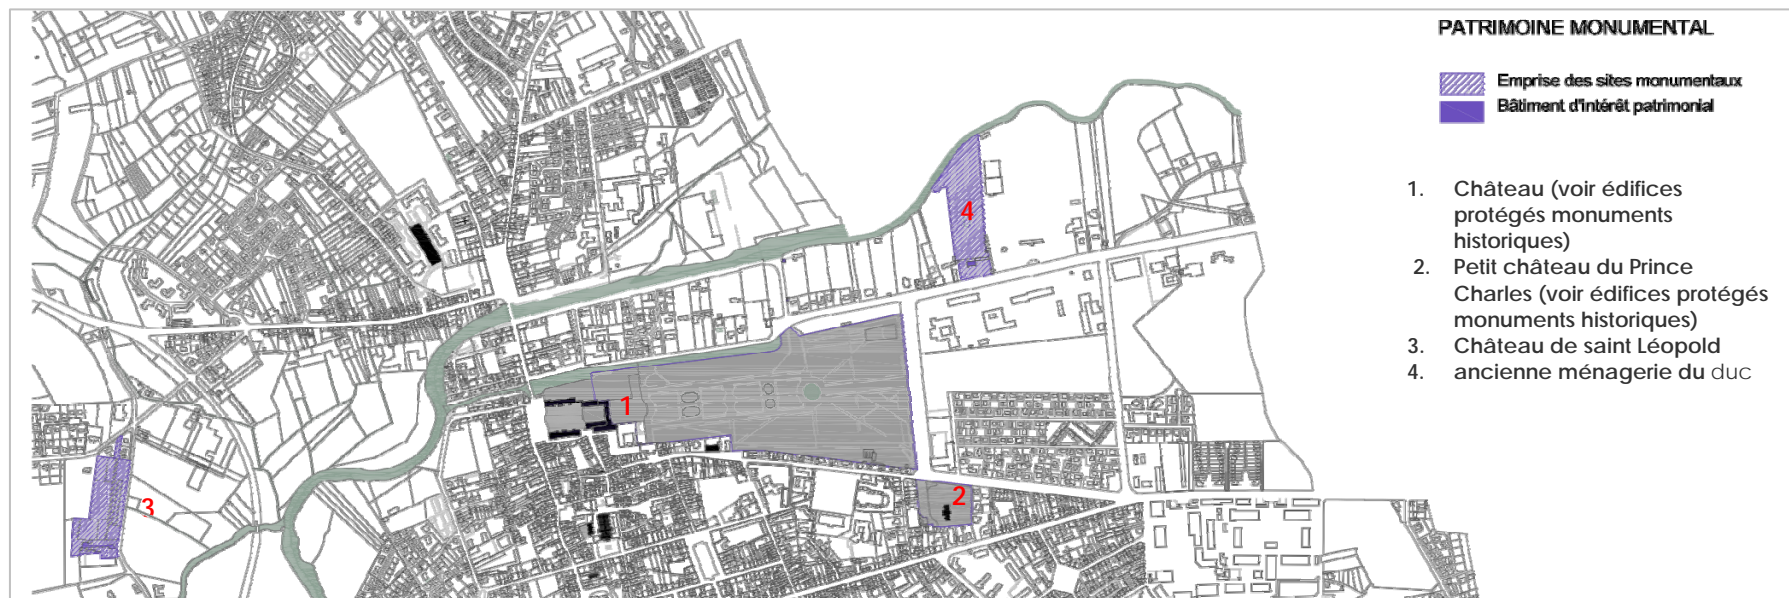 PATRIMOINE MONUMENTAL
Emprise des sites monumentaux
Bâtiment d'intérêt patrimonial
1. Château (voir édifices
protégés monuments
historiques)
2. Petit château du Prince
Charles (voir édifices protégés
monuments historiques)
3. Château de saint Léopold
4. ancienne ménagerie du duc
4
1
2
3